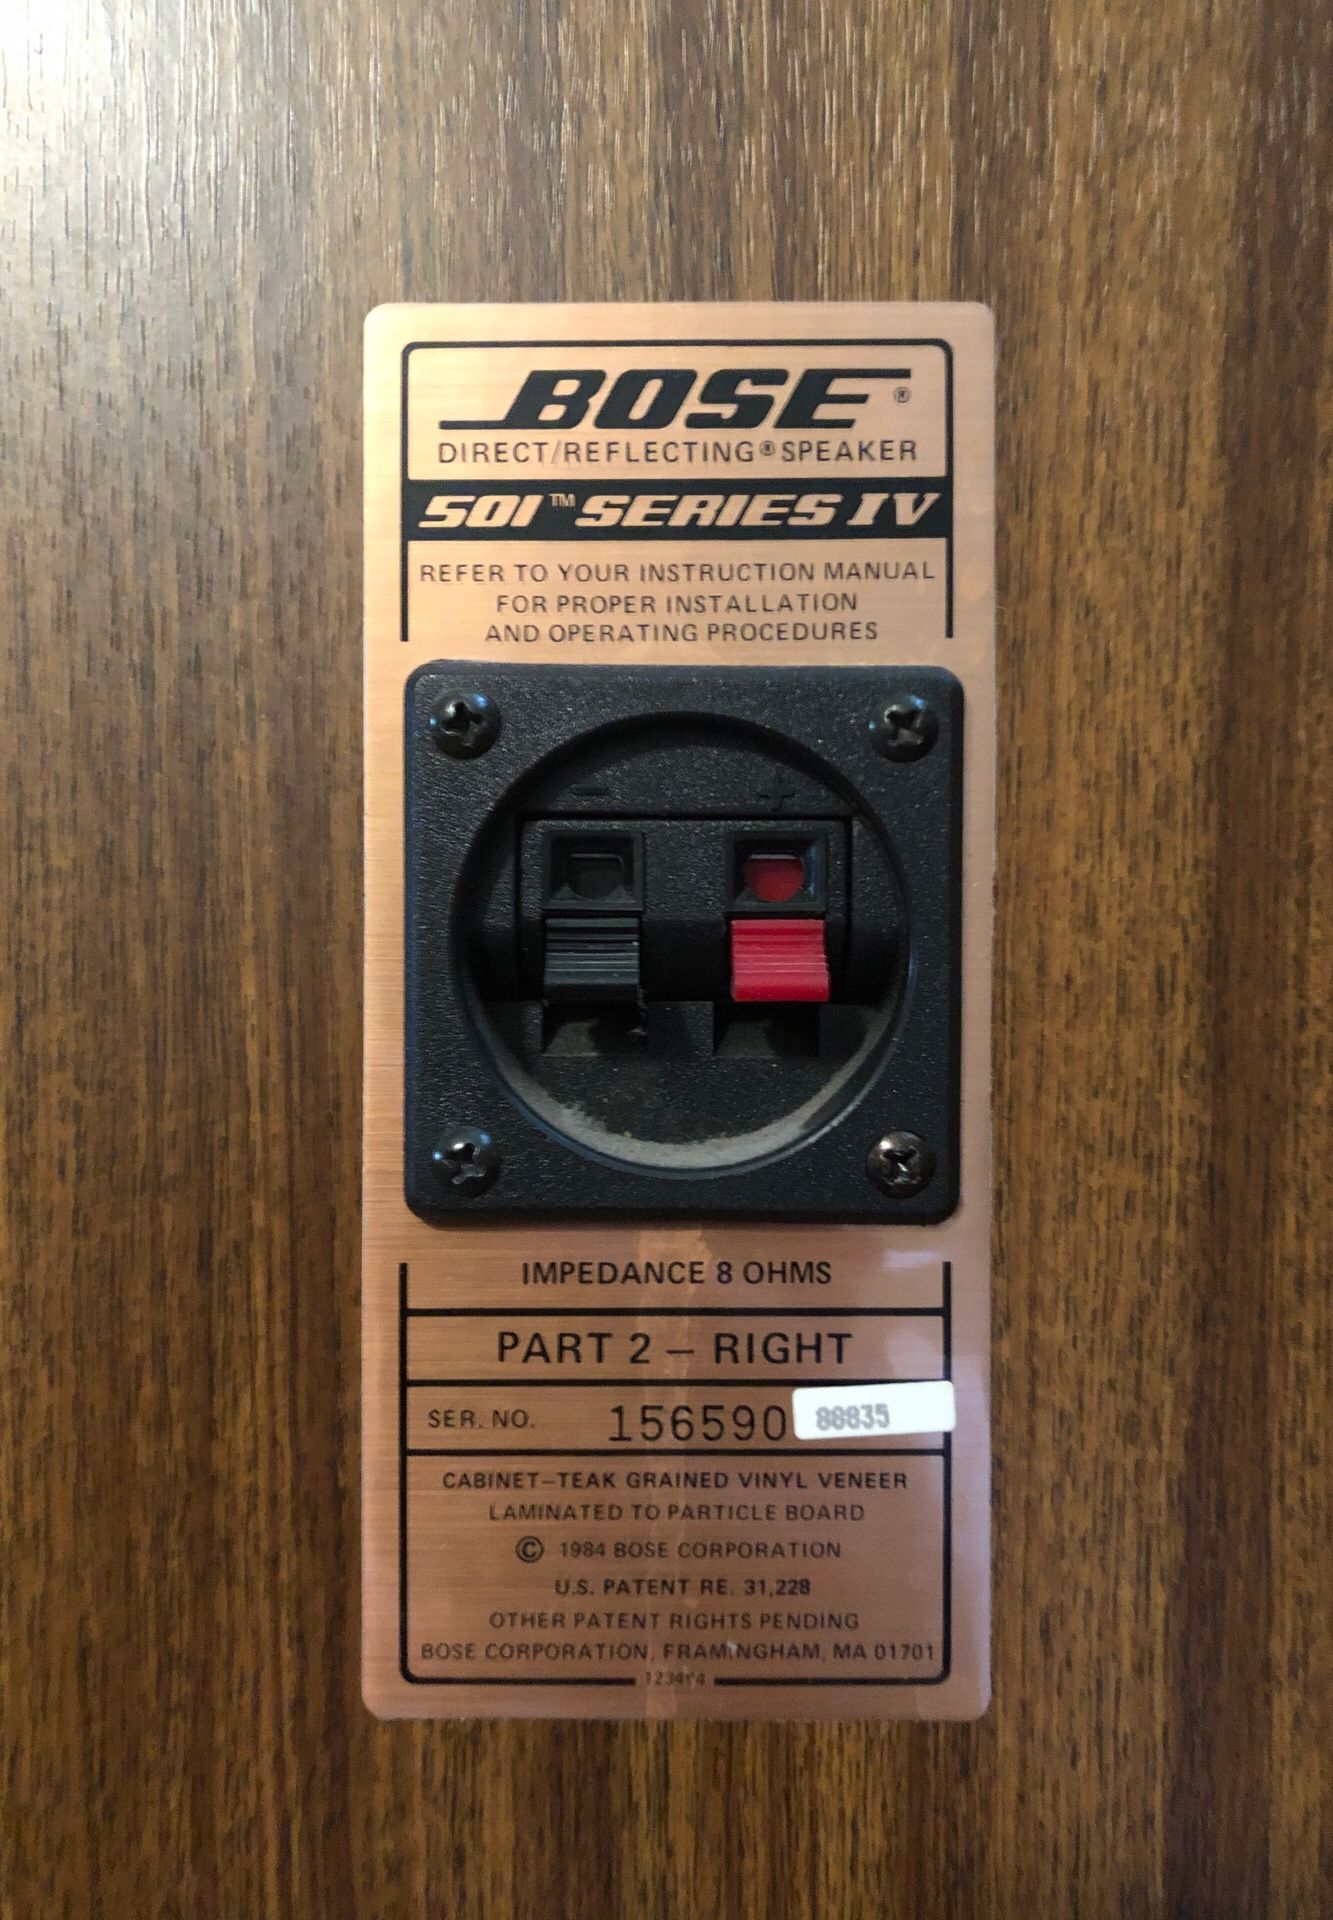 BOSE®
DIRECT/REFLECTING® SPEAKER
501™ SERIES IV
REFER TO YOUR INSTRUCTION MANUAL
FOR PROPER INSTALLATION
AND OPERATING PROCEDURES
- +
IMPEDANCE 8 OHMS
PART 2 – RIGHT
SER. NO. 156590 88835
CABINET–TEAK GRAINED VINYL VENEER
LAMINATED TO PARTICLE BOARD
© 1984 BOSE CORPORATION
U.S. PATENT RE. 31,228
OTHER PATENT RIGHTS PENDING
BOSE CORPORATION, FRAMINGHAM, MA 01701